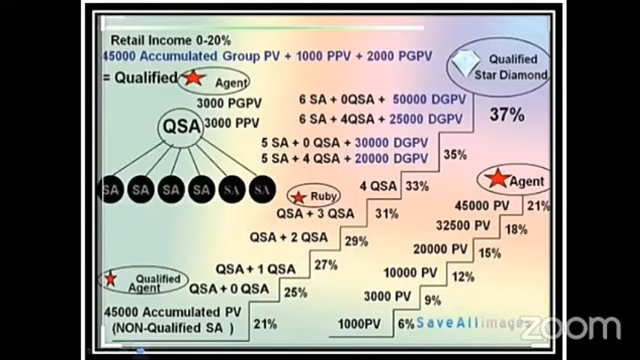 Retail Income 0-20%
45000 Accumulated Group PV + 1000 PPV + 2000 PGPV
= Qualified Agent
3000 PGPV
3000 PPV
QSA
SA SA SA SA SA SA
Qualified
Star Diamond
37%
6 SA + 0QSA + 50000 DGPV
6 SA + 4QSA + 25000 DGPV
35%
5 SA + 0 QSA + 30000 DGPV
5 SA + 4 QSA + 20000 DGPV
4 QSA 33%
Ruby
QSA + 3 QSA 31%
QSA + 2 QSA 29%
QSA + 1 QSA 27%
QSA + 0 QSA 25%
Qualified
Agent
45000 Accumulated PV
(NON-Qualified SA )
21%
Agent
45000 PV 21%
32500 PV 18%
20000 PV 15%
10000 PV 12%
3000 PV 9%
1000PV 6%
SaveAllImages
zoom